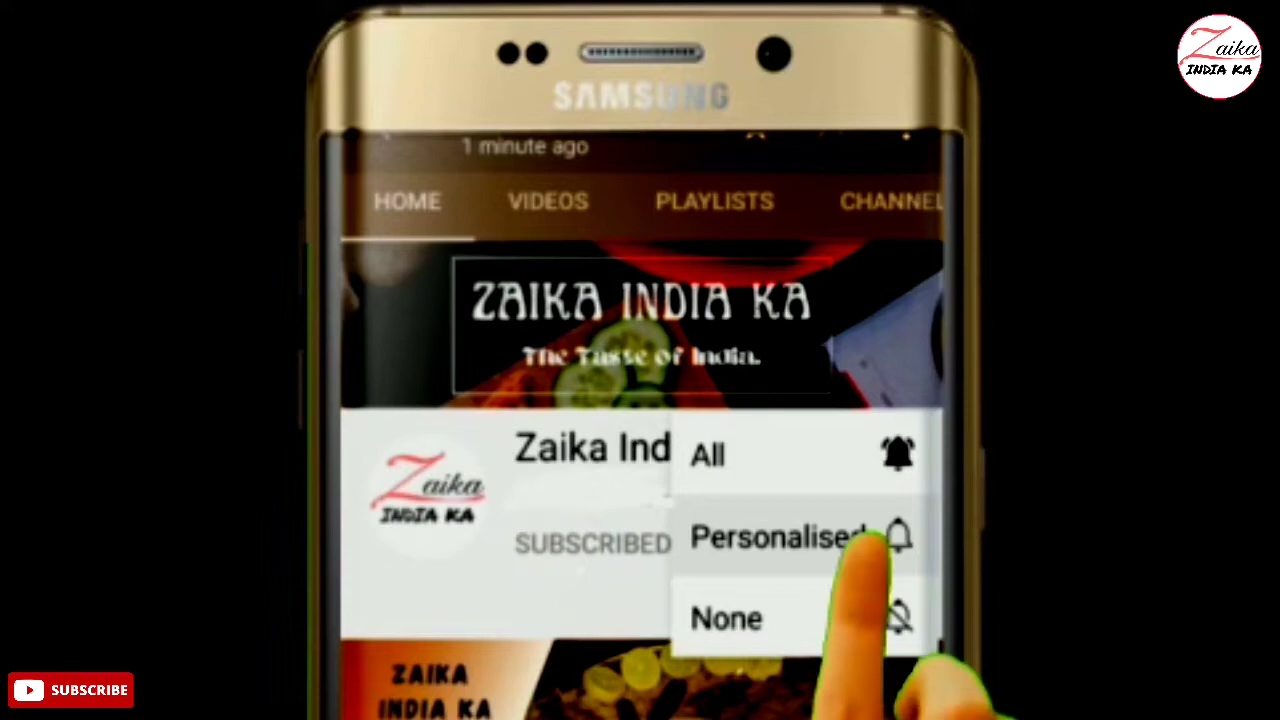 Zaika
INDIA KA
SAMSUNG
1 minute ago
HOME VIDEOS PLAYLISTS CHANNEL
ZAIKA INDIA KA
The Taste of India.
Zaika Ind
All
Zaika
INDIA KA
SUBSCRIBED
Personalised
None
ZAIKA
INDIA KA
SUBSCRIBE